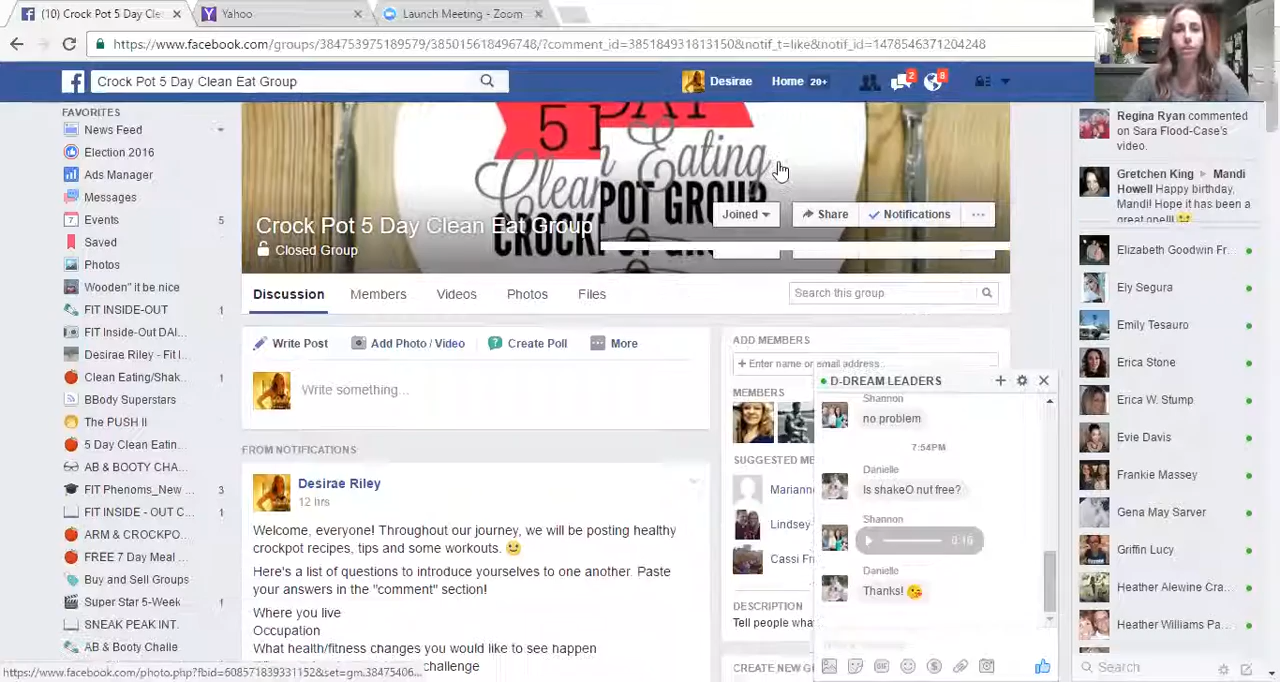 (10) Crock Pot 5 Day Cle
Yahoo
Launch Meeting - Zoom
https://www.facebook.com/groups/384753975189579/385015618496748/?comment_id=385184931813150&notif_t=like&notif_id=1478546371204248
Crock Pot 5 Day Clean Eat Group
Desirae
Home 20+
2
8
FAVORITES
News Feed
Election 2016
Ads Manager
Messages
Events 5
Saved
Photos
Wooden" it be nice
FIT INSIDE-OUT 1
FIT Inside-Out DAI...
Desirae Riley - Fit I...
Clean Eating/Shak... 1
BBody Superstars
The PUSH II
5 Day Clean Eatin...
AB & BOOTY CHA...
FIT Phenoms_New ... 3
FIT INSIDE - OUT C... 1
ARM & CROCKPO...
FREE 7 Day Meal ...
Buy and Sell Groups
Super Star 5-Week...
SNEAK PEAK INT...
AB & Booty Challe
https://www.facebook.com/photo.php?fbid=608571839331152&set=gm.38475406...
5 DAY
Clean Eating
CROCKPOT GROUP
Crock Pot 5 Day Clean Eat Group
Closed Group
Joined
Share
Notifications
Discussion
Members
Videos
Photos
Files
Search this group
Write Post
Add Photo / Video
Create Poll
More
Write something...
FROM NOTIFICATIONS
Desirae Riley
12 hrs
Welcome, everyone! Throughout our journey, we will be posting healthy
crockpot recipes, tips and some workouts.
Here's a list of questions to introduce yourselves to one another. Paste
your answers in the "comment" section!
Where you live
Occupation
What health/fitness changes you would like to see happen
challenge
ADD MEMBERS
+ Enter name or email address...
MEMBERS
SUGGESTED ME
Mariann
Lindsey
Cassi Fr
DESCRIPTION
Tell people wha
CREATE NEW G
D-DREAM LEADERS
Shannon
no problem
7:54PM
Danielle
Is shakeO nut free?
Shannon
0:16
Danielle
Thanks!
Regina Ryan commented
on Sara Flood-Case's
video.
Gretchen King ▸ Mandi
Howell Happy birthday,
Mandi! Hope it has been a
great one!!
Elizabeth Goodwin Fr...
Ely Segura
Emily Tesauro
Erica Stone
Erica W. Stump
Evie Davis
Frankie Massey
Gena May Sarver
Griffin Lucy
Heather Alewine Cra...
Heather Williams Pa...
Search